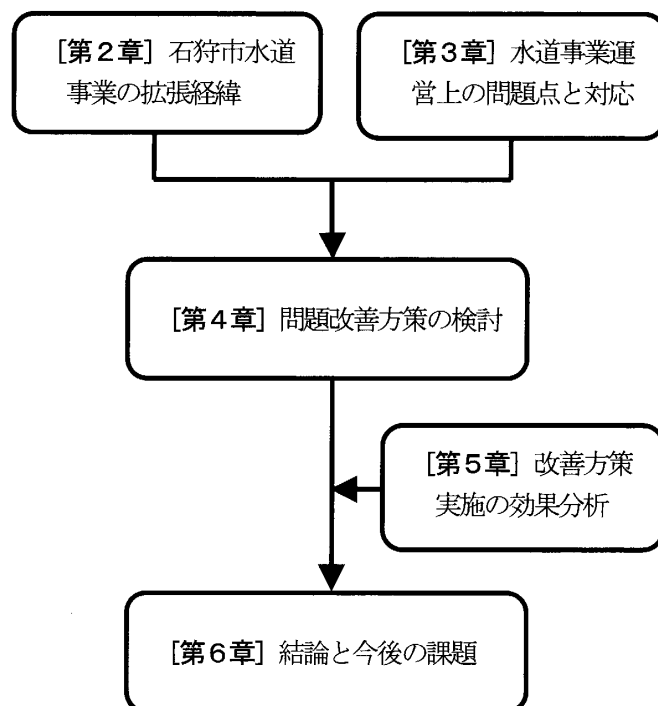 [第２章] 石狩市水道
事業の拡張経緯
[第３章] 水道事業運
営上の問題点と対応
[第４章] 問題改善方策の検討
[第５章] 改善方策
実施の効果分析
[第６章] 結論と今後の課題